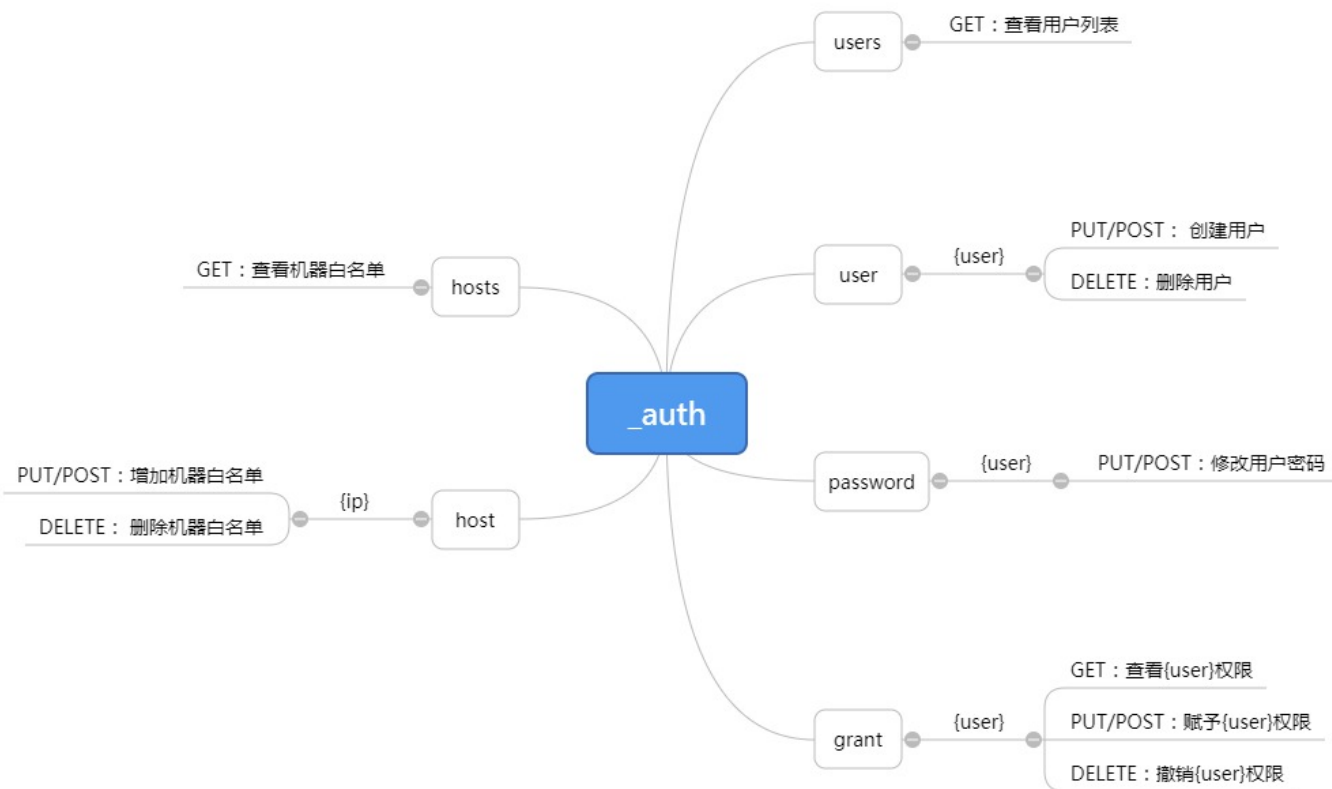 users
GET：查看用户列表
user
{user}
PUT/POST： 创建用户
DELETE：删除用户
GET：查看机器白名单
hosts
_auth
password
{user}
PUT/POST：修改用户密码
PUT/POST：增加机器白名单
DELETE： 删除机器白名单
{ip}
host
grant
{user}
GET：查看{user}权限
PUT/POST：赋予{user}权限
DELETE：撤销{user}权限